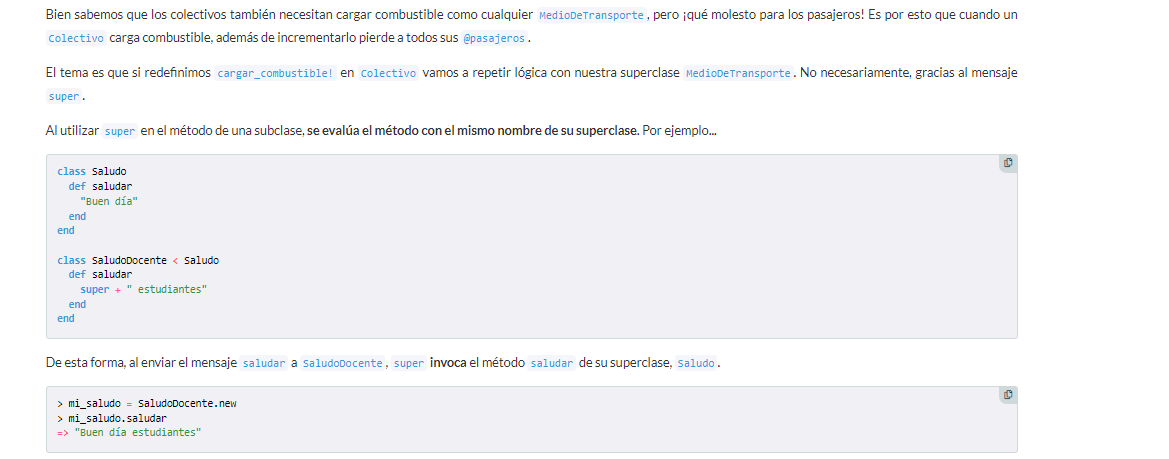 Bien sabemos que los colectivos también necesitan cargar combustible como cualquier MedioDeTransporte, pero ¡qué molesto para los pasajeros! Es por esto que cuando un
Colectivo carga combustible, además de incrementarlo pierde a todos sus @pasajeros.
El tema es que si redefinimos cargar_combustible! en Colectivo vamos a repetir lógica con nuestra superclase MedioDeTransporte. No necesariamente, gracias al mensaje
super.
Al utilizar super en el método de una subclase, se evalúa el método con el mismo nombre de su superclase. Por ejemplo...
class Saludo
  def saludar
    "Buen día"
  end
end
class SaludoDocente < Saludo
  def saludar
    super + " estudiantes"
  end
end
De esta forma, al enviar el mensaje saludar a SaludoDocente, super invoca el método saludar de su superclase, Saludo.
> mi_saludo = SaludoDocente.new
> mi_saludo.saludar
=> "Buen día estudiantes"